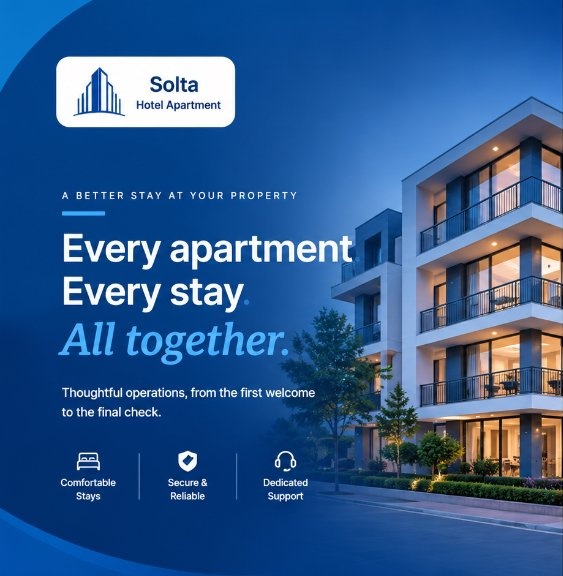 Solta
Hotel Apartment
A BETTER STAY AT YOUR PROPERTY
Every apartment.
Every stay.
All together.
Thoughtful operations, from the first welcome
to the final check.
Comfortable
Stays
Secure &
Reliable
Dedicated
Support